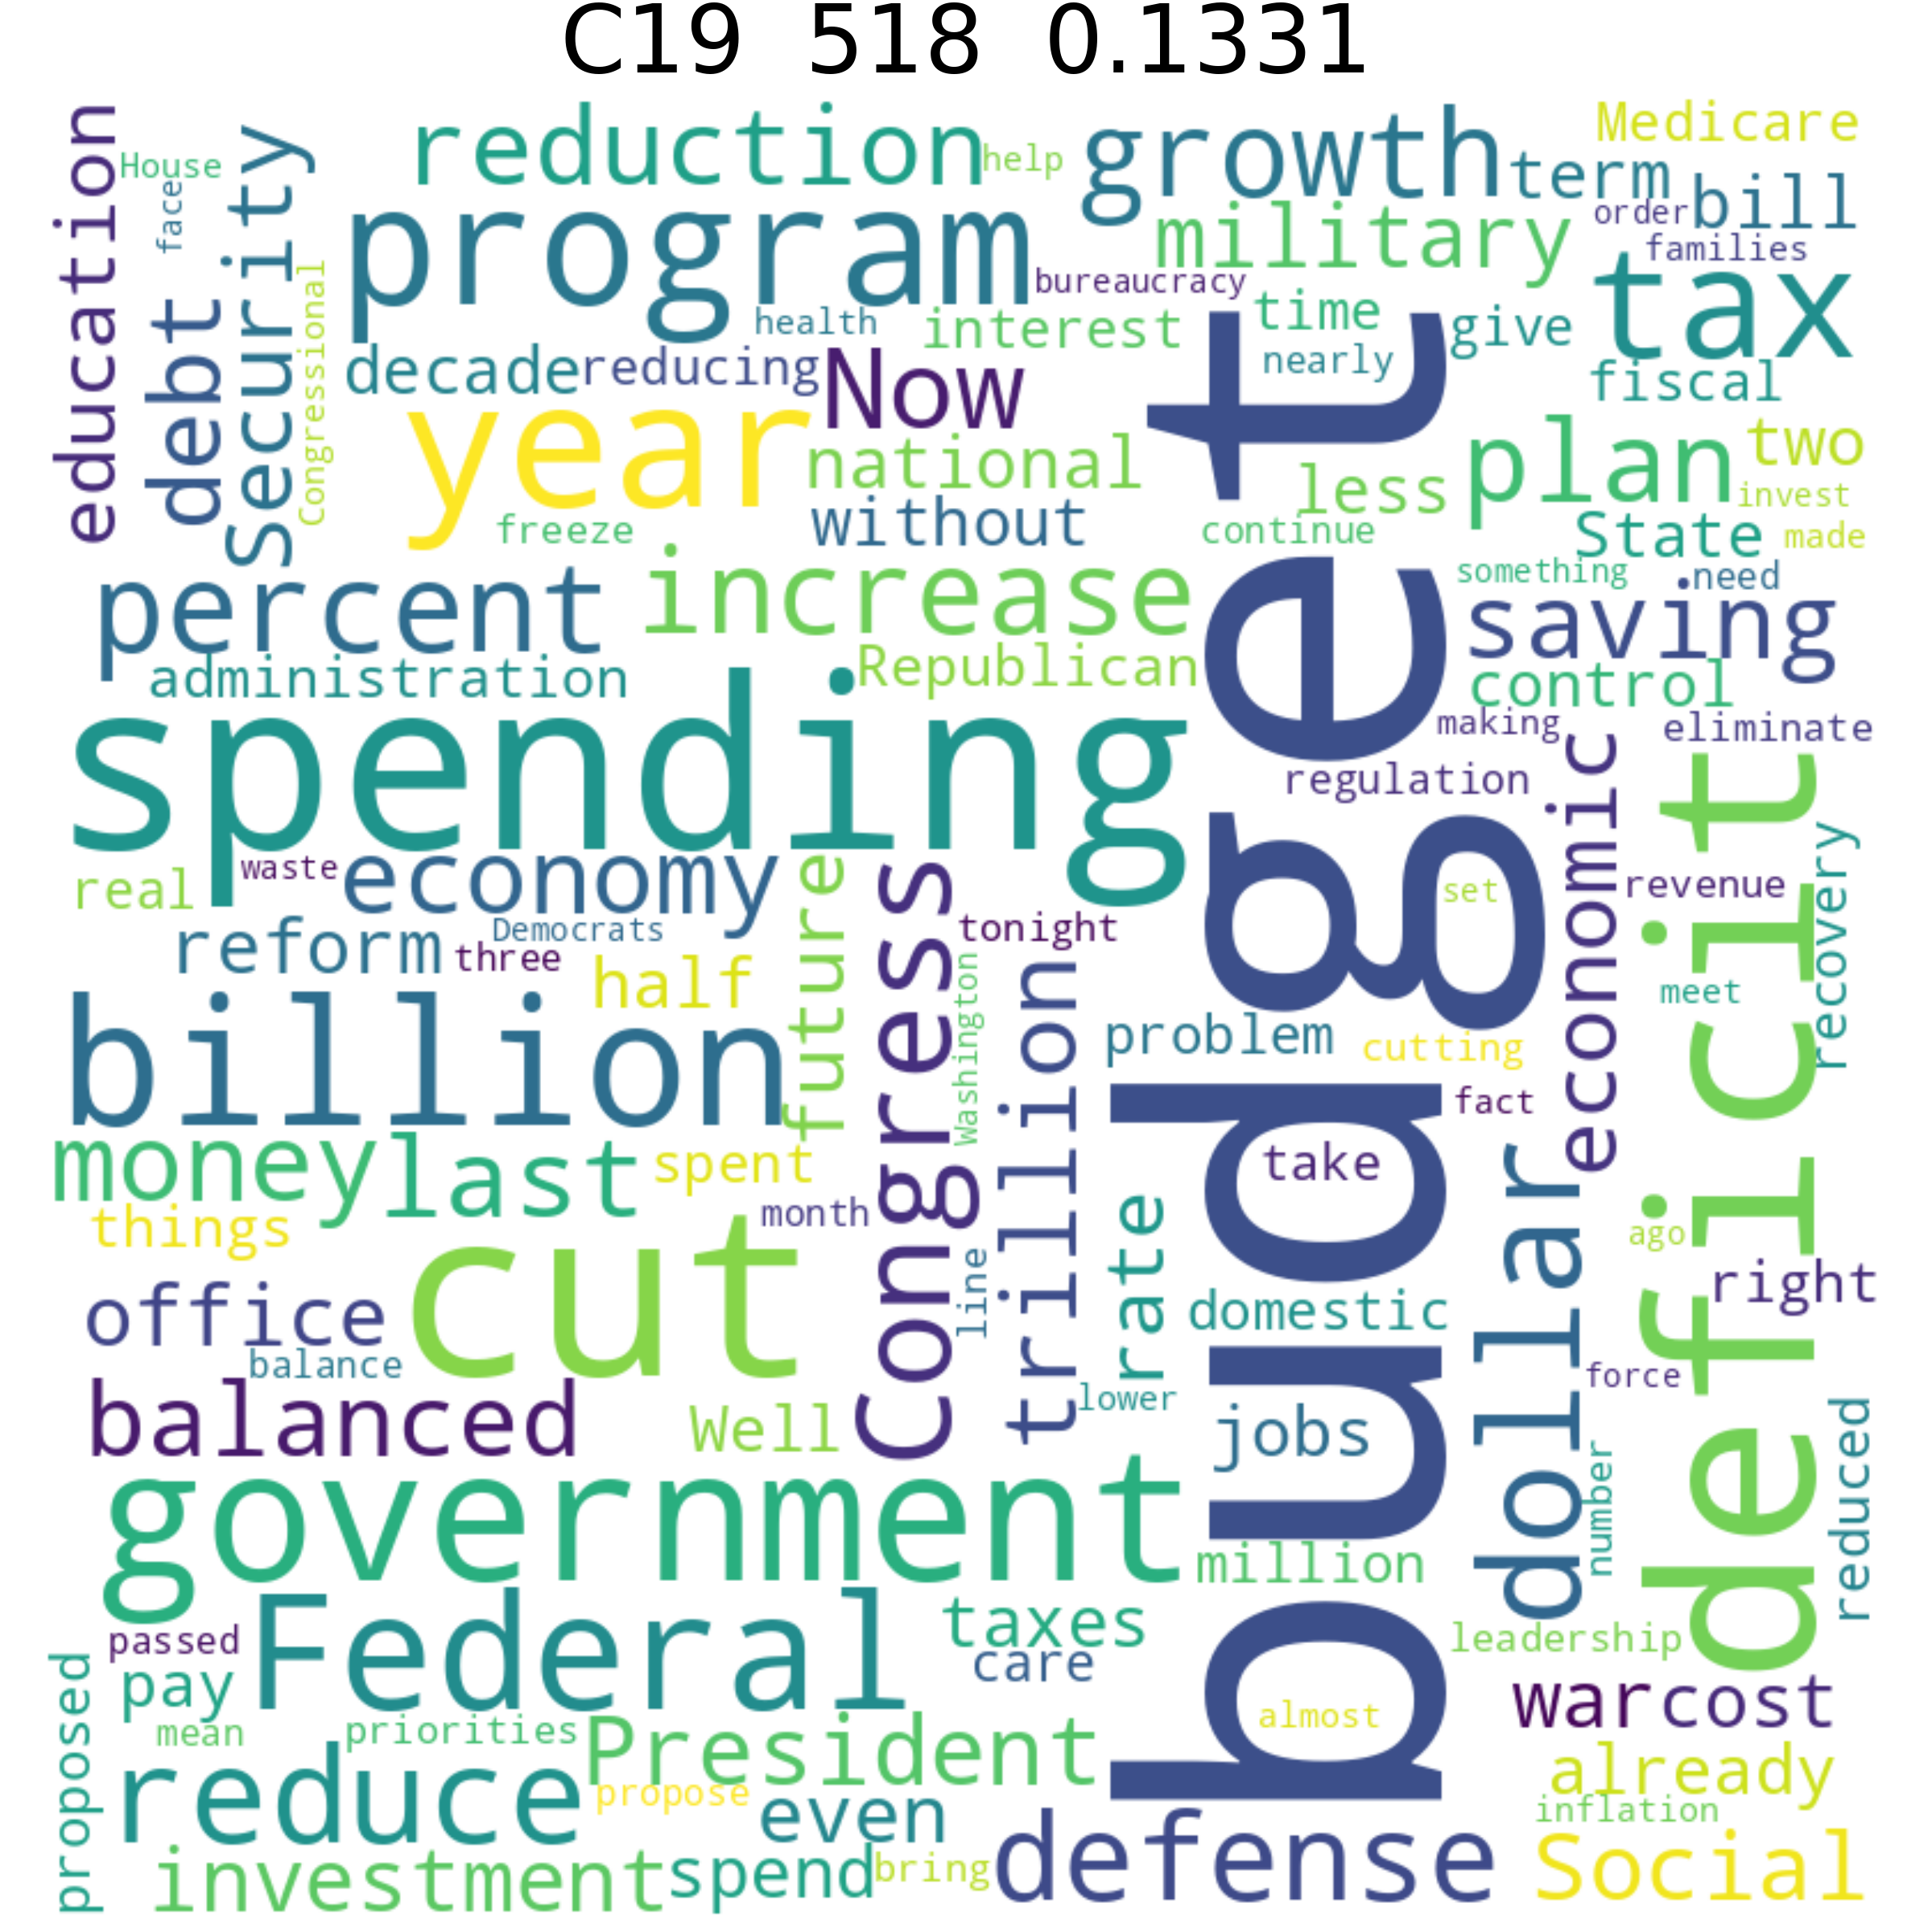 C19 518 0.1331
education
House
face
debt
Security
Congressional
reduction
help
growth
term
Medicare
order
bill
program
military
families
bureaucracy
tax
health
interest
time
give
nearly
decade
reducing
Now
fiscal
year
national
less
plan
two
invest
freeze
without
continue
State
made
percent
increase
something
need
saving
administration
Republican
control
spending
making
eliminate
regulation
economic
budget
deficit
recovery
real
waste
economy
future
Congress
set
revenue
reform
Democrats
three
tonight
half
Washington
trillion
meet
billion
problem
cutting
fact
money
last
spent
take
dollar
things
month
rate
ago
line
right
office
cut
domestic
balance
force
lower
balanced
Well
jobs
reduced
number
government
million
Federal
taxes
leadership
passed
care
proposed
pay
war
cost
mean
priorities
President
almost
already
reduce
propose
even
inflation
defense
investment
spend
bring
Social